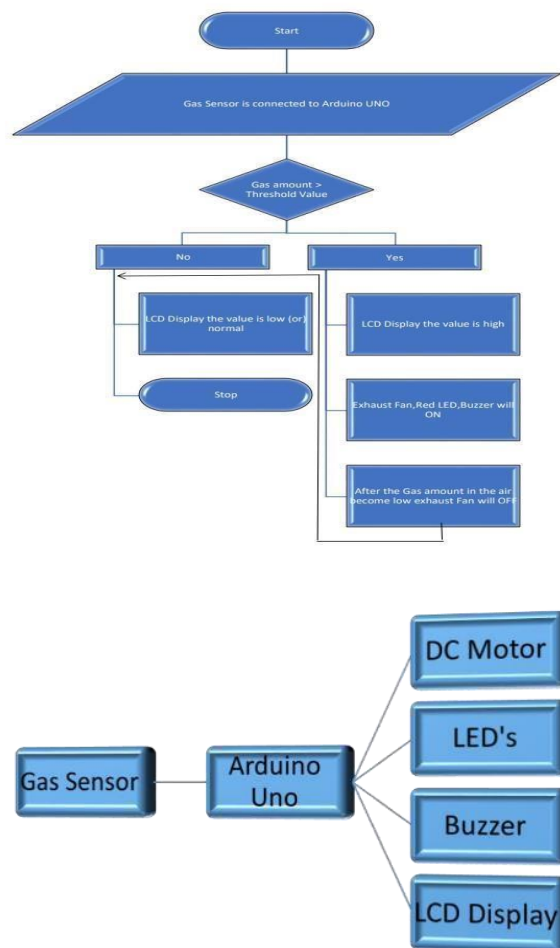 Start
Gas Sensor is connected to Arduino UNO
Gas amount >
Threshold Value
No
Yes
LCD Display the value is low (or)
normal
Stop
LCD Display the value is high
Exhaust Fan,Red LED,Buzzer will
ON
After the Gas amount in the air
become low exhaust Fan will OFF
Gas Sensor
Arduino
Uno
DC Motor
LED's
Buzzer
LCD Display